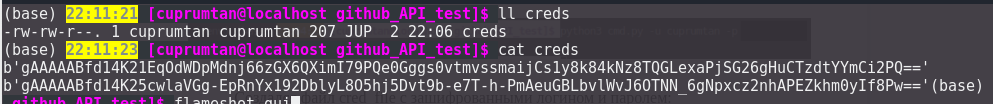 (base) 22:11:21 [cuprumtan@localhost github_API_test]$ ll creds
-rw-rw-r--. 1 cuprumtan cuprumtan 207 JUP  2 22:06 creds
(base) 22:11:23 [cuprumtan@localhost github_API_test]$ cat creds
b'gAAAAABfd14K21EqOdWDpMdnj66zGX6QXimI79PQe0Gggs0vtmvssmaijCs1y8k84kNz8TQGLexaPjSG26gHuCTzdtYYmCi2PQ=='
b'gAAAAABfd14K25cwlaVGg-EpRnYx192DblyL8O5hj5Dvt9b-e7T-h-PmAeuGBLbvlWvJ6OTNN_6gNpxcz2nhAPEZkhm0yIf8Pw=='(base)
github_API_test]$ flameshot gui